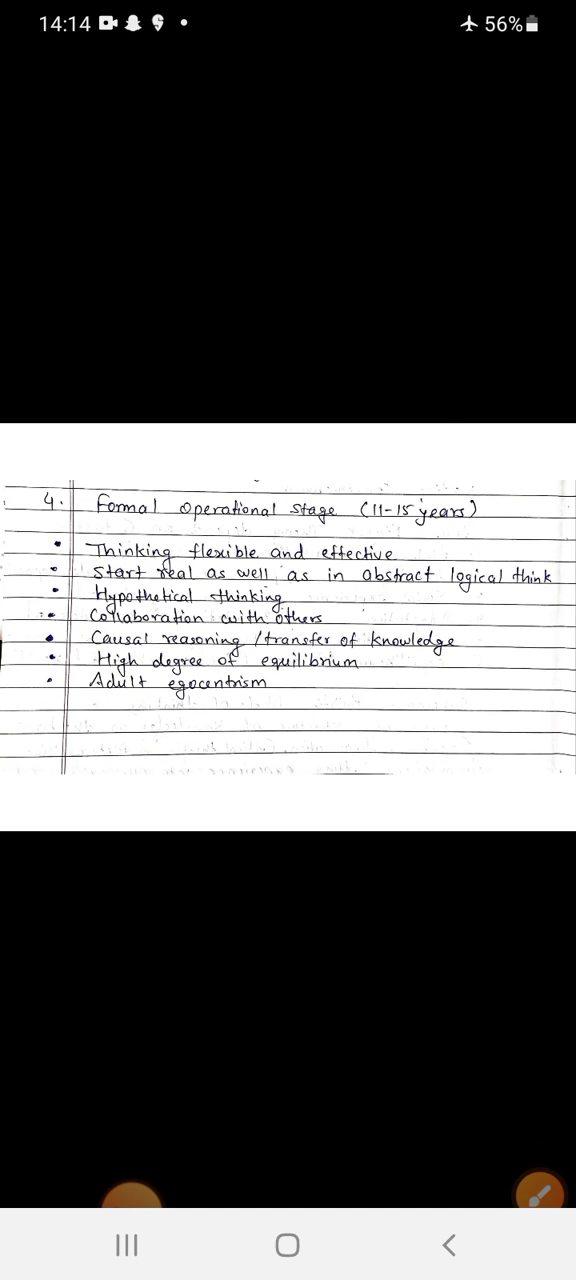 14:14
56%
4. Formal operational stage (11-15 years)
• Thinking flexible and effective
• Start real as well as in abstract logical think
• Hypothetical thinking
• Collaboration with others
• Causal reasoning / transfer of knowledge
• High degree of equilibrium
• Adult egocentrism